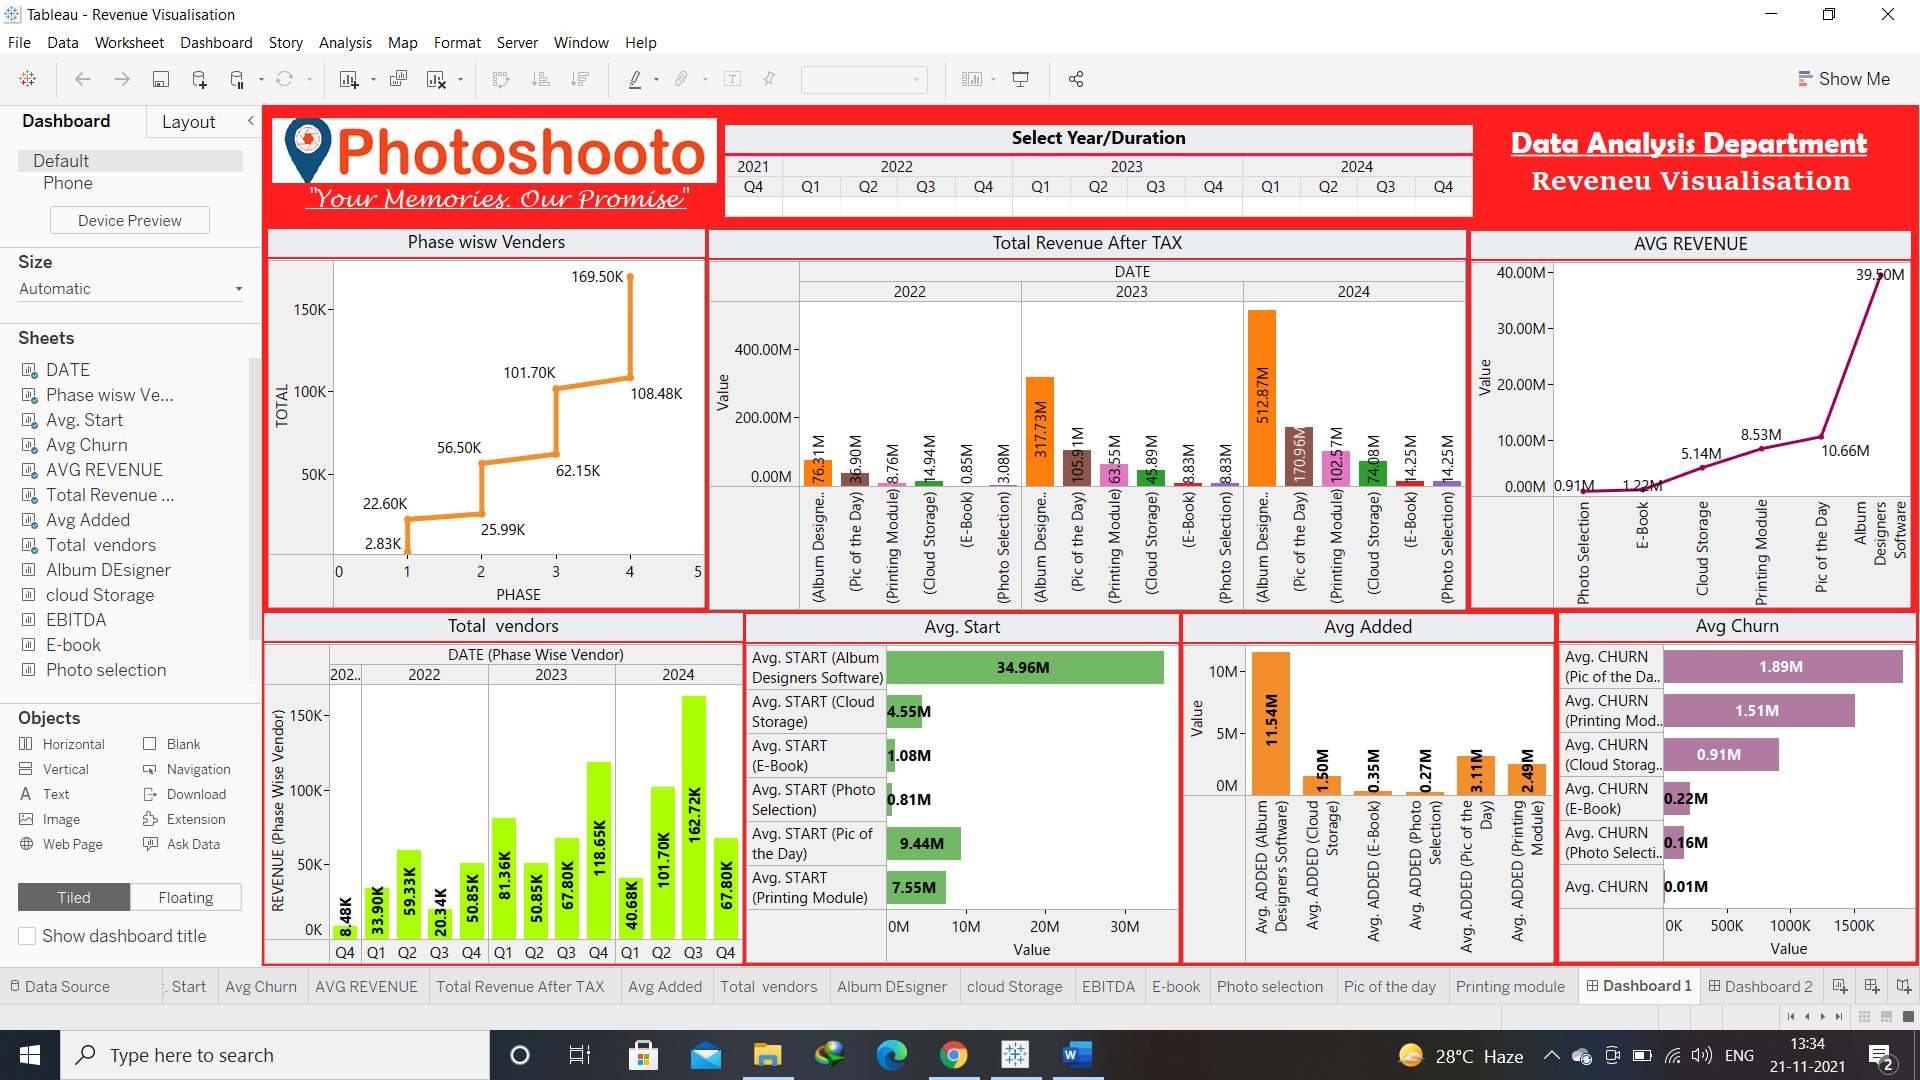 Tableau - Revenue Visualisation
File Data Worksheet Dashboard Story Analysis Map Format Server Window Help
Show Me
Dashboard
Layout
Default
Phone
Device Preview
Size
Automatic
Sheets
DATE
Phase wisw Ve...
Avg. Start
Avg Churn
AVG REVENUE
Total Revenue ...
Avg Added
Total vendors
Album DEsigner
cloud Storage
EBITDA
E-book
Photo selection
Objects
Horizontal Blank
Vertical Navigation
Text Download
Image Extension
Web Page Ask Data
Tiled Floating
Show dashboard title
Photoshooto
"Your Memories. Our Promise"
Select Year/Duration
2021 2022 2023 2024
Q4 Q1 Q2 Q3 Q4 Q1 Q2 Q3 Q4 Q1 Q2 Q3 Q4
Data Analysis Department
Reveneu Visualisation
Phase wisw Venders
TOTAL
150K
100K
50K
169.50K
101.70K
108.48K
56.50K
62.15K
22.60K
25.99K
2.83K
0 1 2 3 4 5
PHASE
Total Revenue After TAX
DATE
2022 2023 2024
Value
400.00M
200.00M
0.00M
76.31M 36.90M 8.76M 14.94M 0.85M 3.08M
317.73M 105.91M 63.55M 45.89M 8.83M 8.83M
512.87M 170.96M 102.57M 74.08M 14.25M 14.25M
(Album Designe.. (Pic of the Day) (Printing Module) (Cloud Storage) (E-Book) (Photo Selection)
(Album Designe.. (Pic of the Day) (Printing Module) (Cloud Storage) (E-Book) (Photo Selection)
(Album Designe.. (Pic of the Day) (Printing Module) (Cloud Storage) (E-Book) (Photo Selection)
AVG REVENUE
Value
40.00M
30.00M
20.00M
10.00M
0.00M
0.91M 1.22M 5.14M 8.53M 10.66M 39.50M
Photo Selection
E-Book
Cloud Storage
Printing Module
Pic of the Day
Album Designers Software
Total vendors
DATE (Phase Wise Vendor)
202.. 2022 2023 2024
REVENUE (Phase Wise Vendor)
150K
100K
50K
0K
8.48K 33.90K 59.33K 20.34K 50.85K 81.36K 50.85K 67.80K 118.65K 40.68K 101.70K 162.72K 67.80K
Q4 Q1 Q2 Q3 Q4 Q1 Q2 Q3 Q4 Q1 Q2 Q3 Q4
Avg. Start
Avg. START (Album Designers Software) 34.96M
Avg. START (Cloud Storage) 4.55M
Avg. START (E-Book) 1.08M
Avg. START (Photo Selection) 0.81M
Avg. START (Pic of the Day) 9.44M
Avg. START (Printing Module) 7.55M
0M 10M 20M 30M
Value
Avg Added
Value
10M
5M
0M
11.54M 1.50M 0.35M 0.27M 3.11M 2.49M
Avg. ADDED (Album Designers Software)
Avg. ADDED (Cloud Storage)
Avg. ADDED (E-Book)
Avg. ADDED (Photo Selection)
Avg. ADDED (Pic of the Day)
Avg. ADDED (Printing Module)
Avg Churn
Avg. CHURN (Pic of the Da.. 1.89M
Avg. CHURN (Printing Mod.. 1.51M
Avg. CHURN (Cloud Storag.. 0.91M
Avg. CHURN (E-Book) 0.22M
Avg. CHURN (Photo Selecti.. 0.16M
Avg. CHURN 0.01M
0K 500K 1000K 1500K
Value
Data Source . Start Avg Churn AVG REVENUE Total Revenue After TAX Avg Added Total vendors Album DEsigner cloud Storage EBITDA E-book Photo selection Pic of the day Printing module Dashboard 1 Dashboard 2
Type here to search
28°C Haze
ENG
13:34
21-11-2021
2